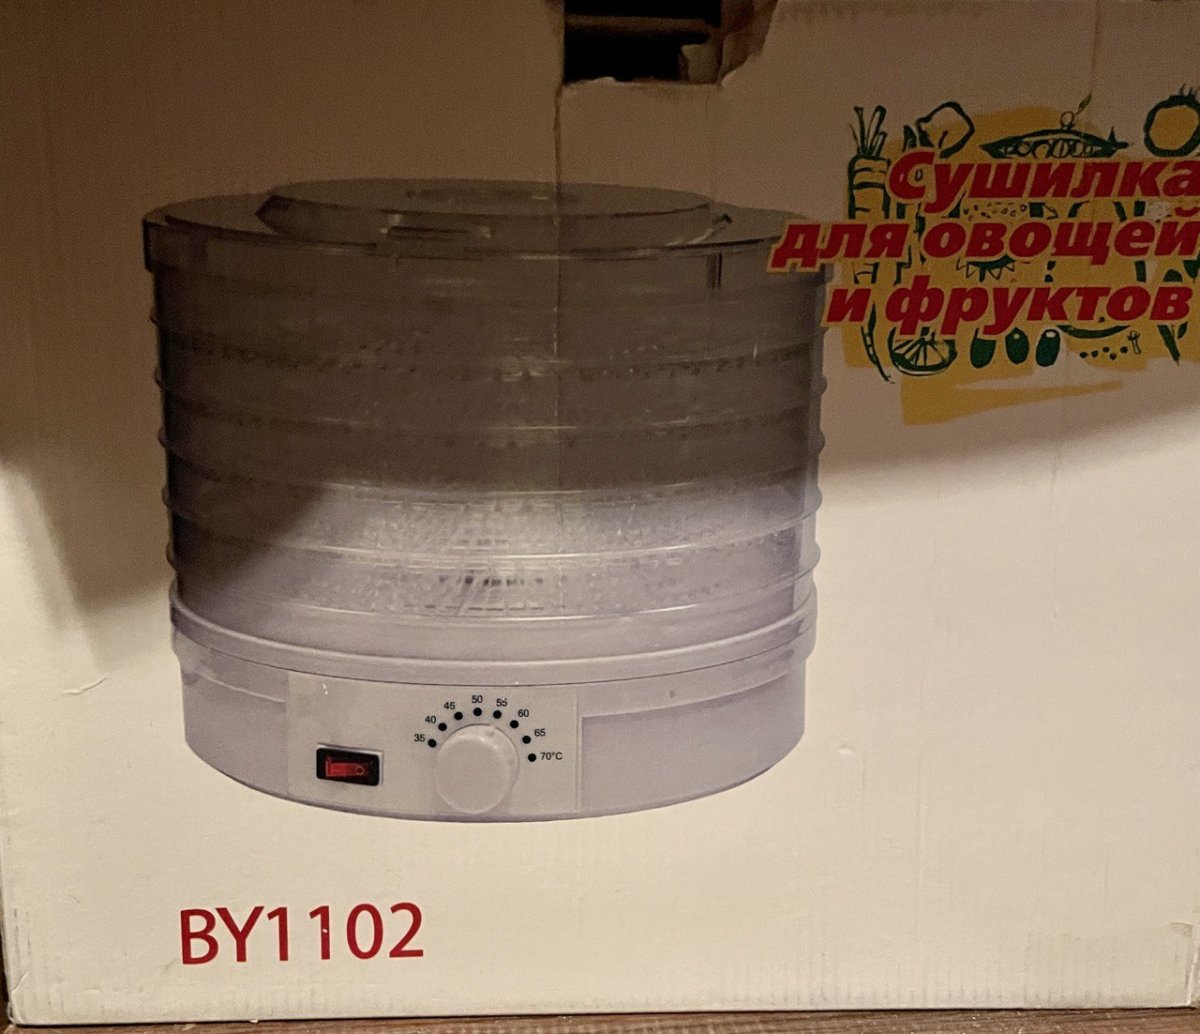 Сушилка
для овощей
и фруктов
50
45
55
40
60
35
65
70°C
BY1102